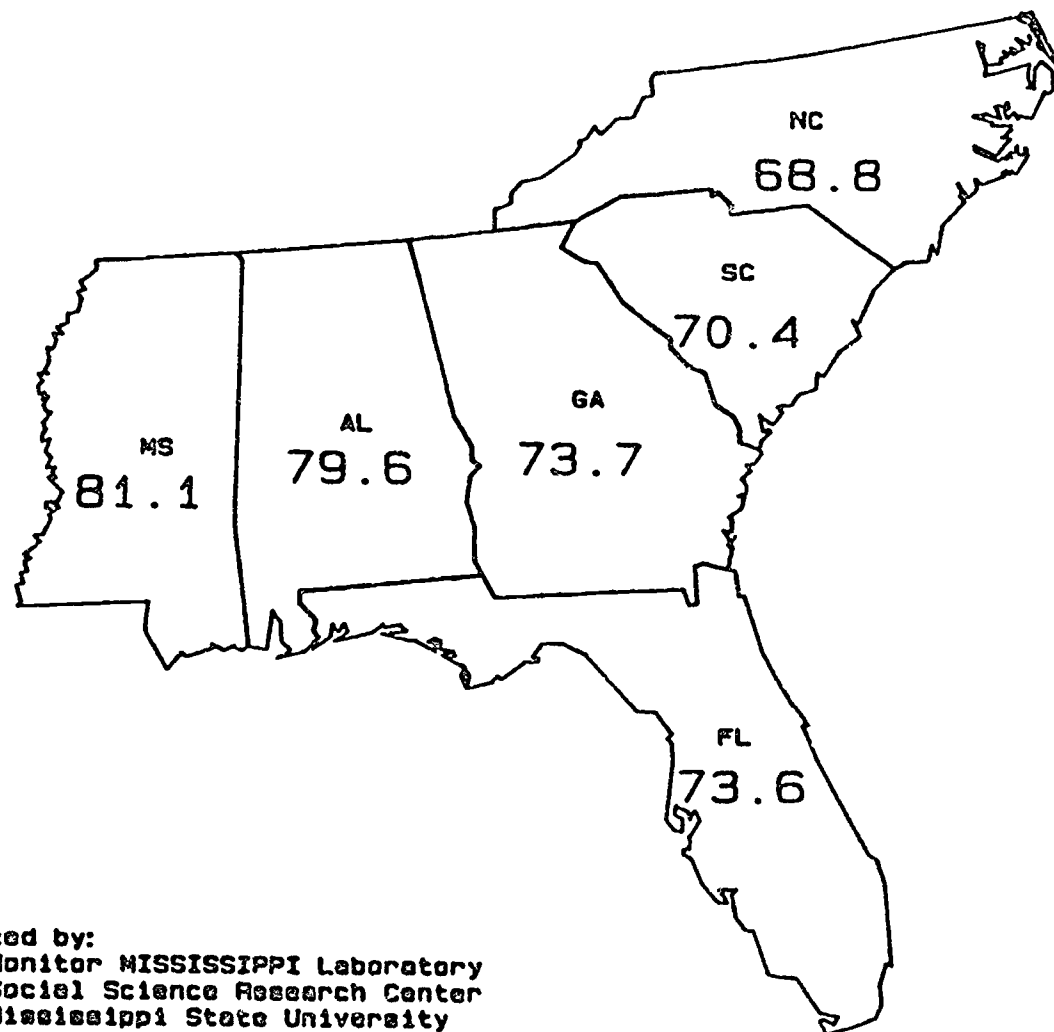 NC
68.8
SC
70.4
GA
73.7
AL
79.6
MS
81.1
FL
73.6
by:
Monitor MISSISSIPPI Laboratory
Social Science Research Center
Mississippi State University